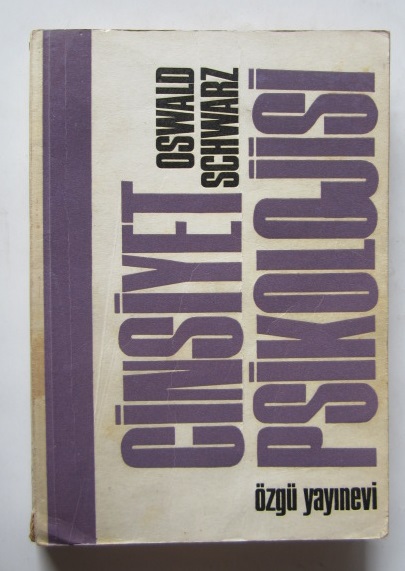 OSWALD
SCHWARZ
CİNSİYET
PSİKOLOJİSİ
özgü yayınevi